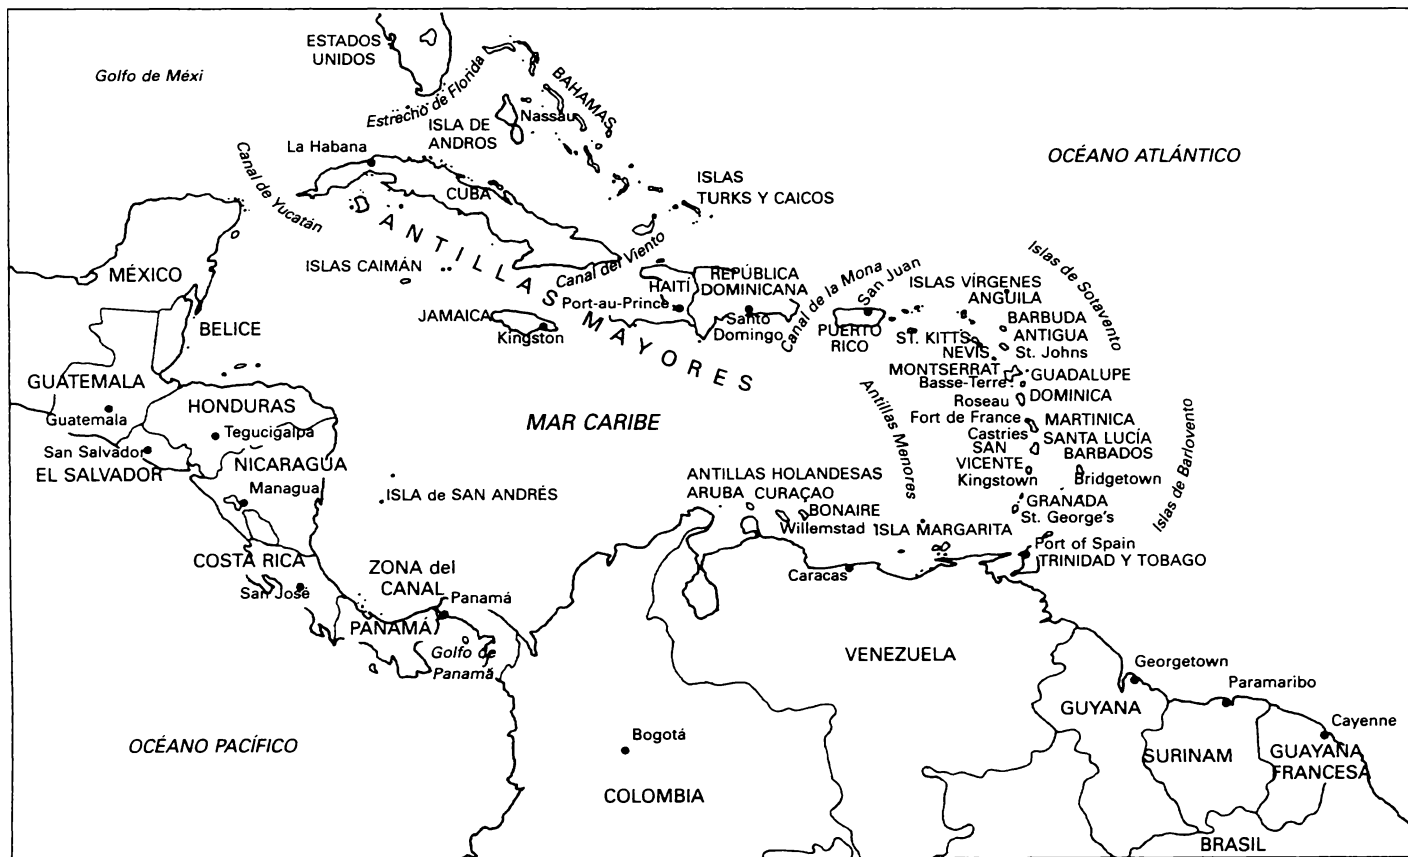 ESTADOS
UNIDOS
Golfo de Méxi
Estrecho de Florida
BAHAMAS
Nassau
ISLA DE
ANDROS
La Habana
OCÉANO ATLÁNTICO
Canal de Yucatán
CUBA
ISLAS
TURKS Y CAICOS
ANTILLAS MAYORES
MÉXICO
ISLAS CAIMÁN
Canal del Viento
HAITÍ
REPÚBLICA
DOMINICANA
Canal de la Mona
San Juan
ISLAS VÍRGENES
ANGUILA
Islas de Sotavento
Port-au-Prince
JAMAICA
Kingston
Santo
Domingo
PUERTO
RICO
BARBUDA
ST. KITTS
ANTIGUA
NEVIS
St. Johns
BELICE
MONTSERRAT
GUADALUPE
Basse-Terre
GUATEMALA
Guatemala
HONDURAS
Tegucigalpa
Roseau
DOMINICA
Antillas Menores
Fort de France
MARTINICA
MAR CARIBE
Castries
SANTA LUCÍA
San Salvador
EL SALVADOR
SAN
VICENTE
BARBADOS
Kingstown
Bridgetown
Islas de Barlovento
NICARAGUA
Managua
ISLA de SAN ANDRÉS
ANTILLAS HOLANDESAS
ARUBA CURAÇAO
BONAIRE
Willemstad
ISLA MARGARITA
GRANADA
St. George's
Port of Spain
TRINIDAD Y TOBAGO
COSTA RICA
San José
ZONA del
CANAL
Panamá
PANAMÁ
Golfo de
Panamá
Caracas
VENEZUELA
Georgetown
GUYANA
Paramaribo
SURINAM
Cayenne
GUAYANA
FRANCESA
OCÉANO PACÍFICO
Bogotá
COLOMBIA
BRASIL